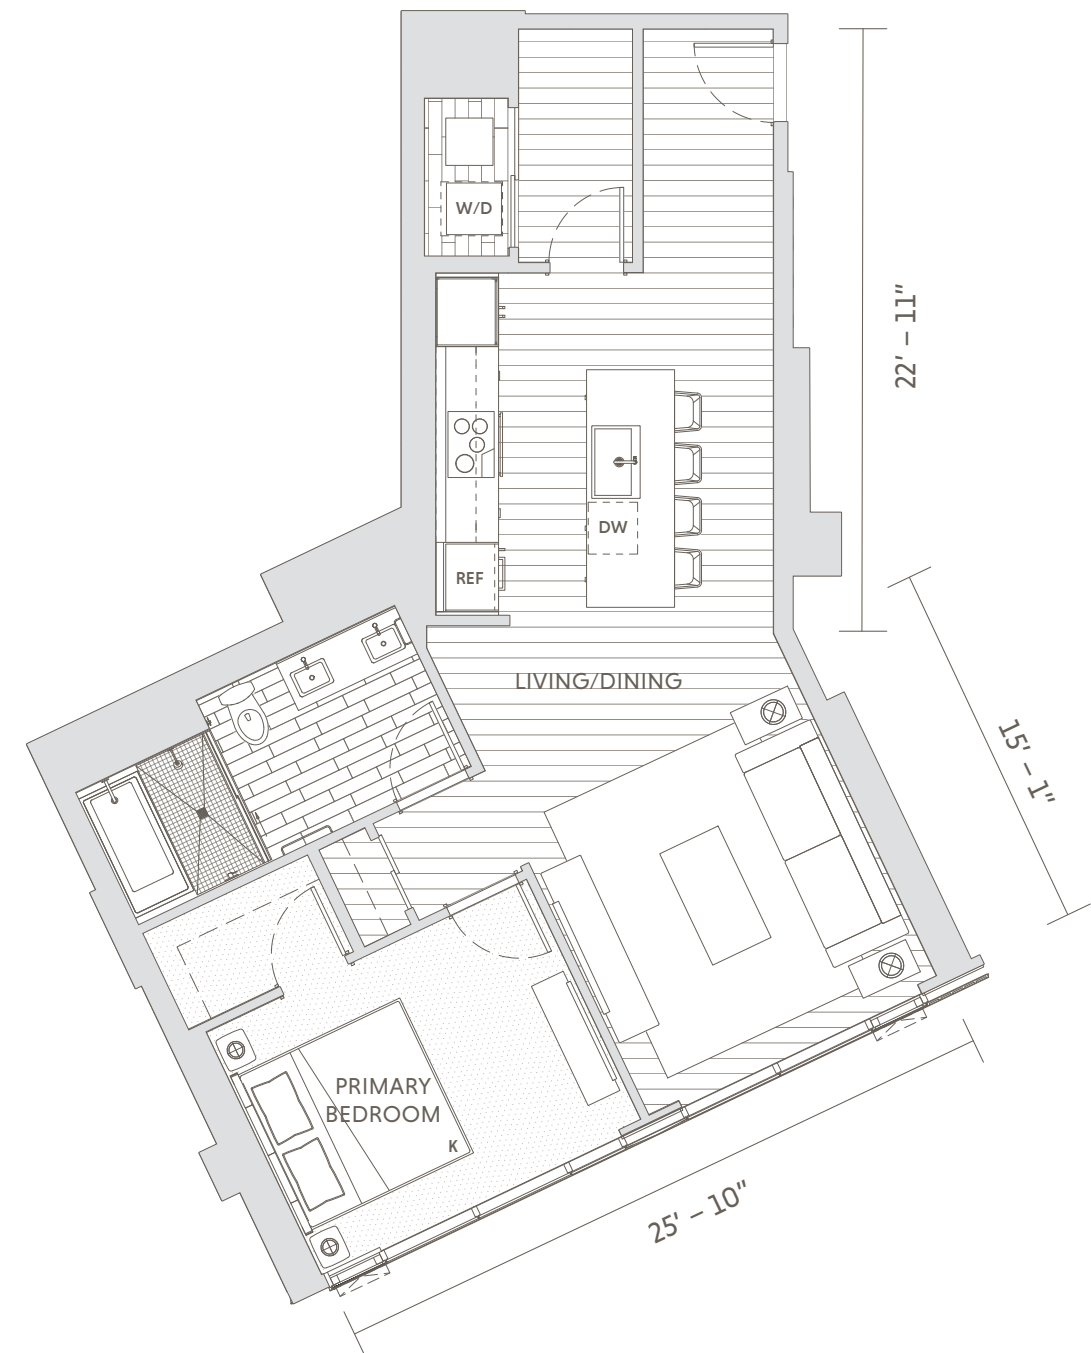 W/D
22' – 11"
DW
REF
LIVING/DINING
15' – 1"
PRIMARY
BEDROOM
K
25' – 10"